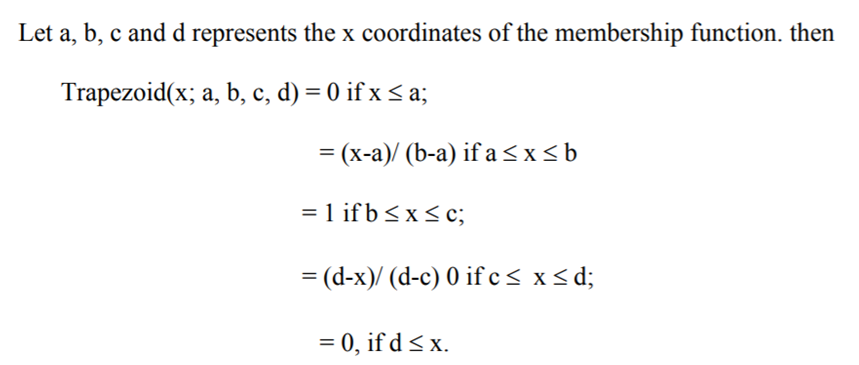 Let a, b, c and d represents the x coordinates of the membership function. then
Trapezoid(x; a, b, c, d) = 0 if x ≤ a;
= (x-a)/ (b-a) if a ≤ x ≤ b
= 1 if b ≤ x ≤ c;
= (d-x)/ (d-c) 0 if c ≤ x ≤ d;
= 0, if d ≤ x.